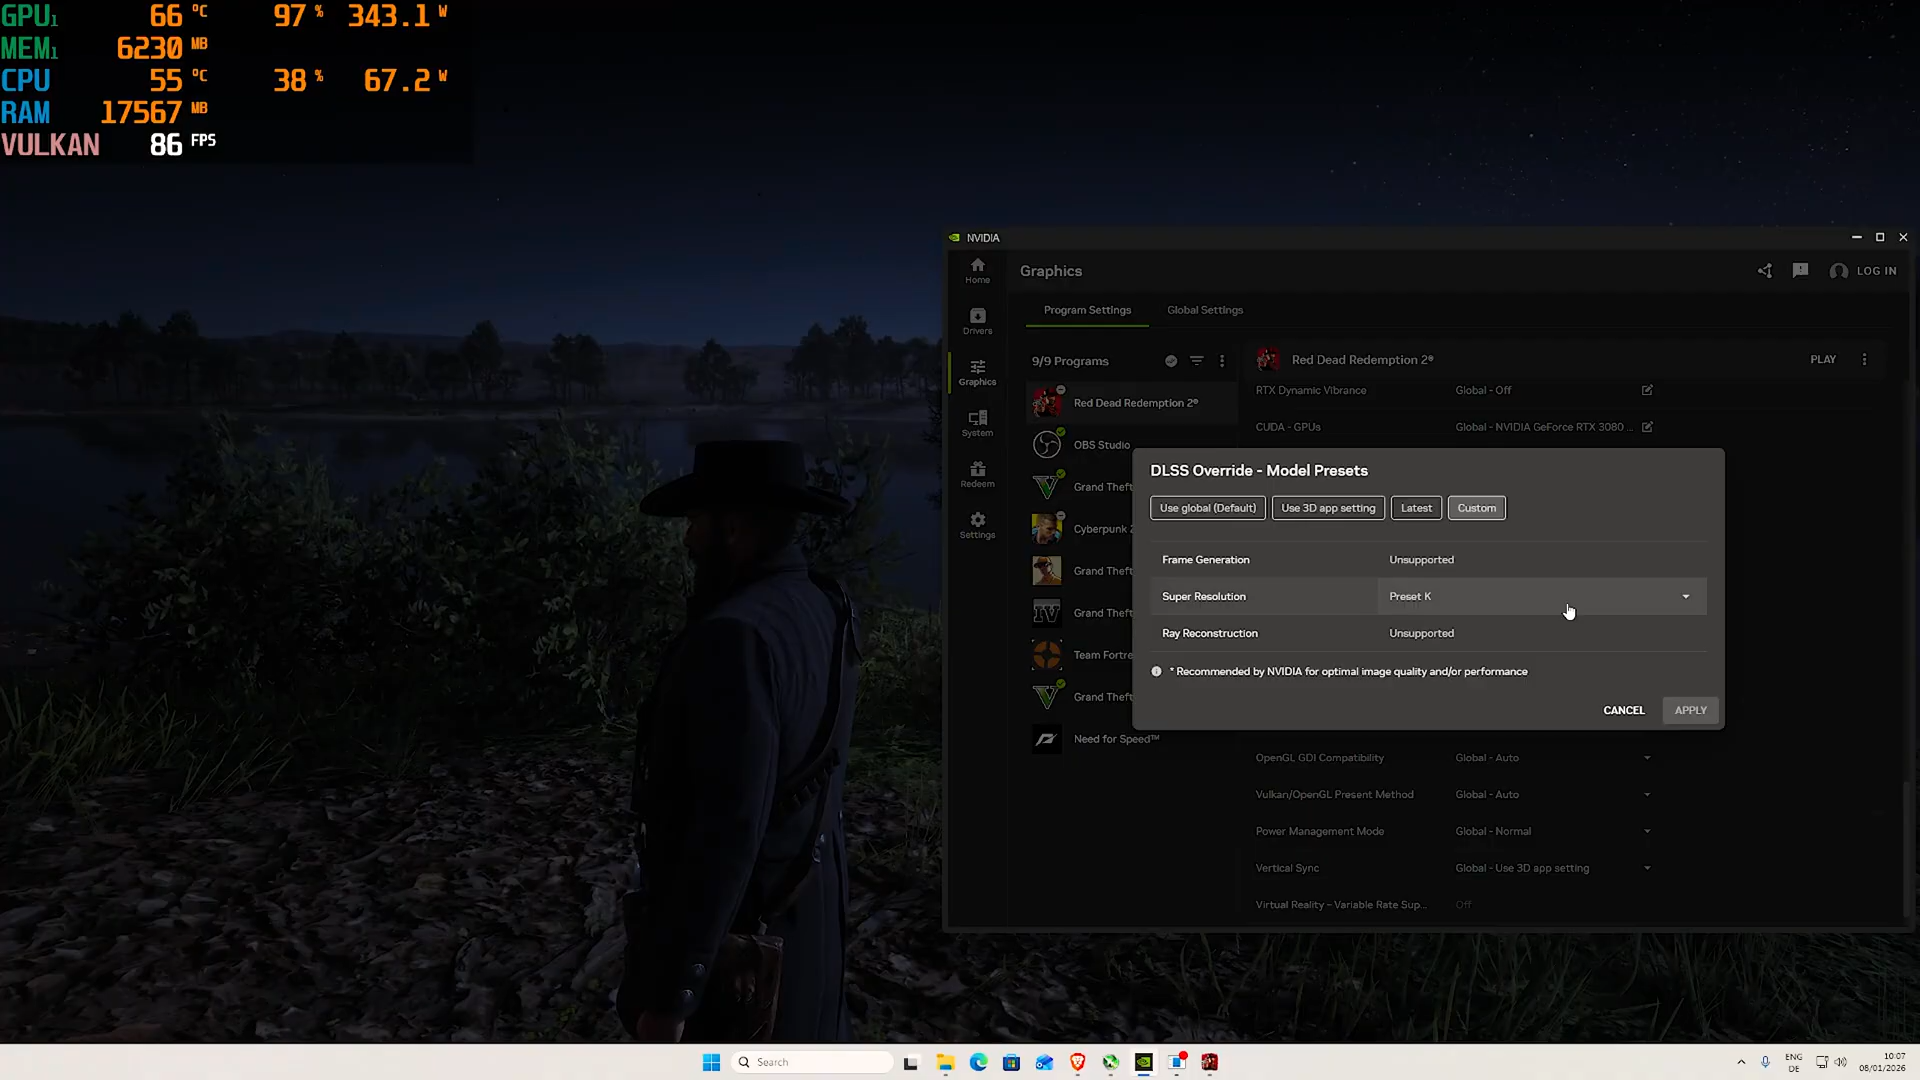 GPU1 66 °C 97 % 343.1 W
MEM1 6230 MB
CPU 55 °C 38 % 67.2 W
RAM 17567 MB
VULKAN 86 FPS
NVIDIA
Home
Drivers
Graphics
System
Redeem
Settings
Graphics
LOG IN
Program Settings Global Settings
9/9 Programs
Red Dead Redemption 2®
OBS Studio
Grand Theft
Cyberpunk 2
Grand Theft
Grand Theft
Team Fortre
Grand Theft
Need for Speed™
Red Dead Redemption 2® PLAY
RTX Dynamic Vibrance Global - Off
CUDA - GPUs Global - NVIDIA GeForce RTX 3080 ...
DLSS Override - Model Presets
Use global (Default) Use 3D app setting Latest Custom
Frame Generation Unsupported
Super Resolution Preset K
Ray Reconstruction Unsupported
* Recommended by NVIDIA for optimal image quality and/or performance
CANCEL APPLY
OpenGL GDI Compatibility Global - Auto
Vulkan/OpenGL Present Method Global - Auto
Power Management Mode Global - Normal
Vertical Sync Global - Use 3D app setting
Virtual Reality – Variable Rate Sup... Off
Search
ENG
DE
10:07
08/01/2026